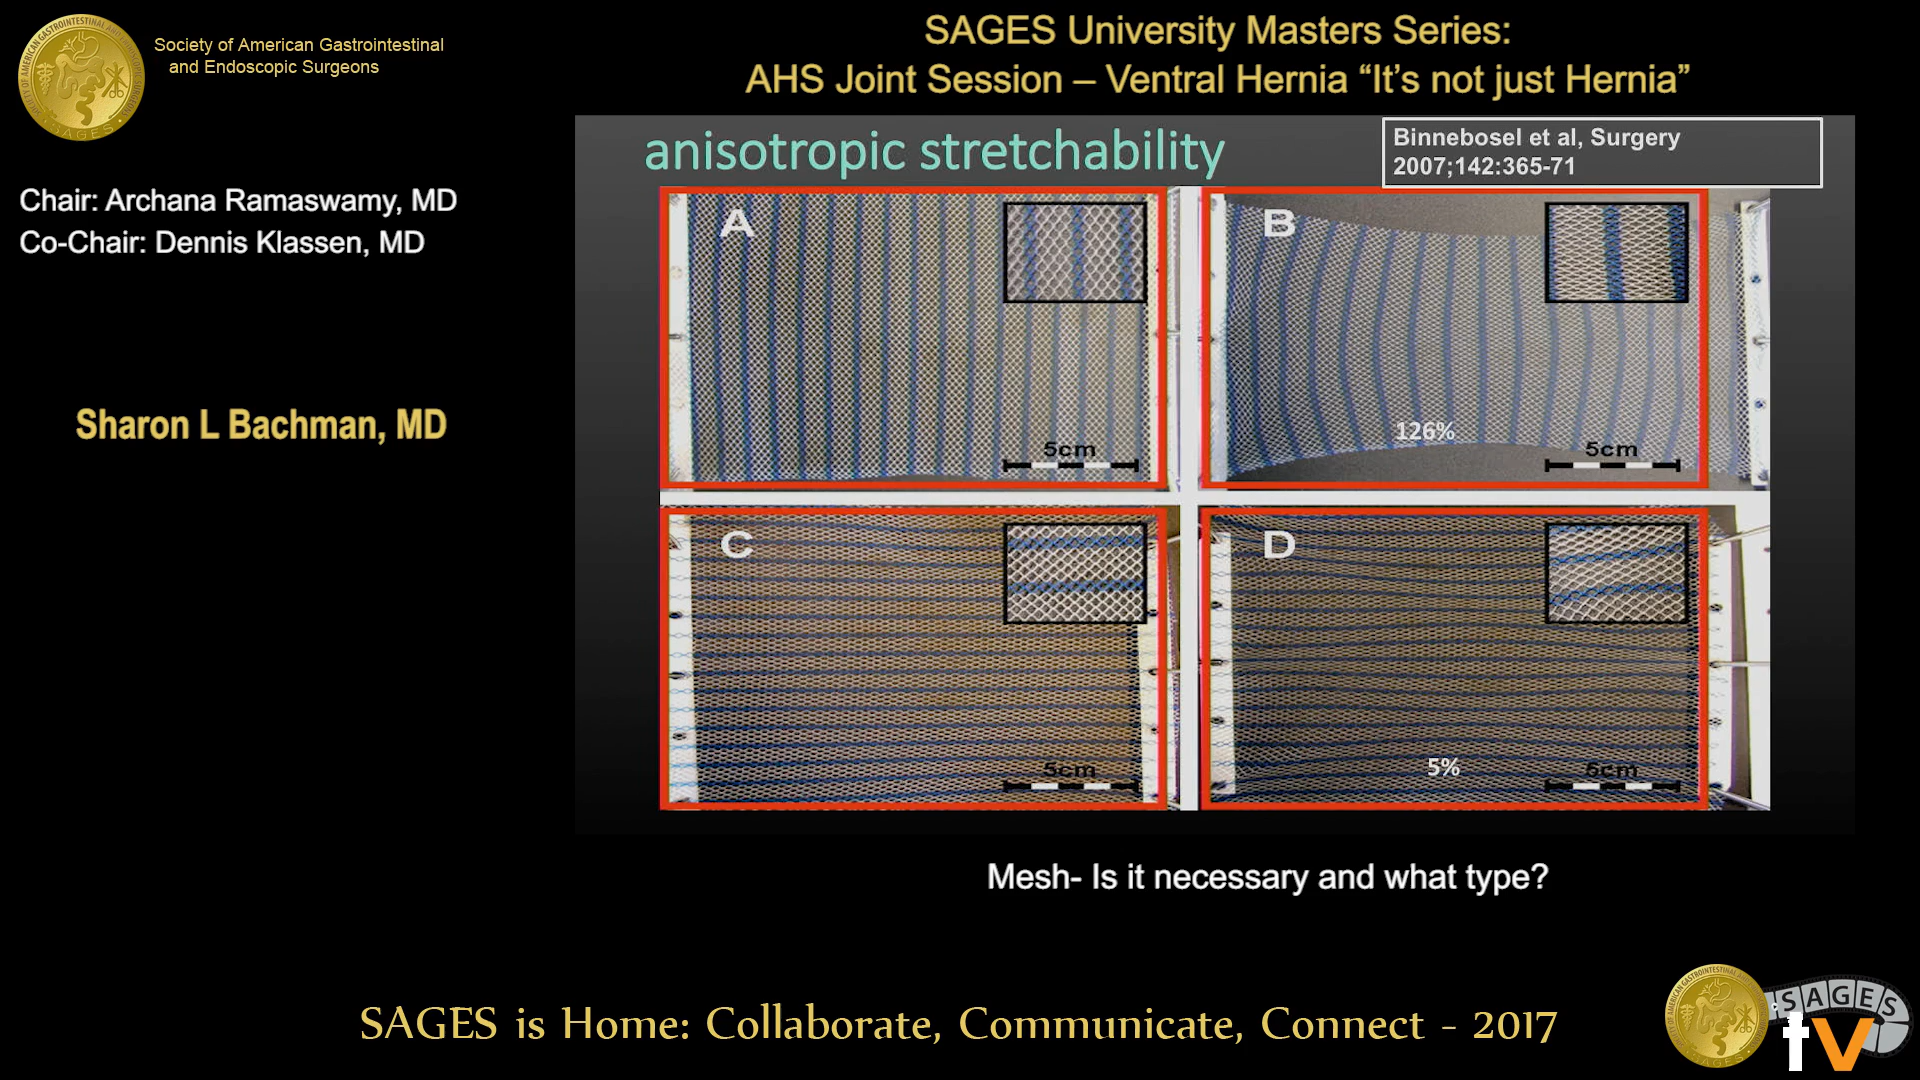 Society of American Gastrointestinal
and Endoscopic Surgeons
SAGES University Masters Series:
AHS Joint Session – Ventral Hernia “It’s not just Hernia”
Chair: Archana Ramaswamy, MD
Co-Chair: Dennis Klassen, MD
Sharon L Bachman, MD
anisotropic stretchability
Binnebosel et al, Surgery
2007;142:365-71
A
5cm
B
126%
5cm
C
5cm
D
5%
5cm
Mesh- Is it necessary and what type?
SAGES is Home: Collaborate, Communicate, Connect - 2017
SAGES
tv